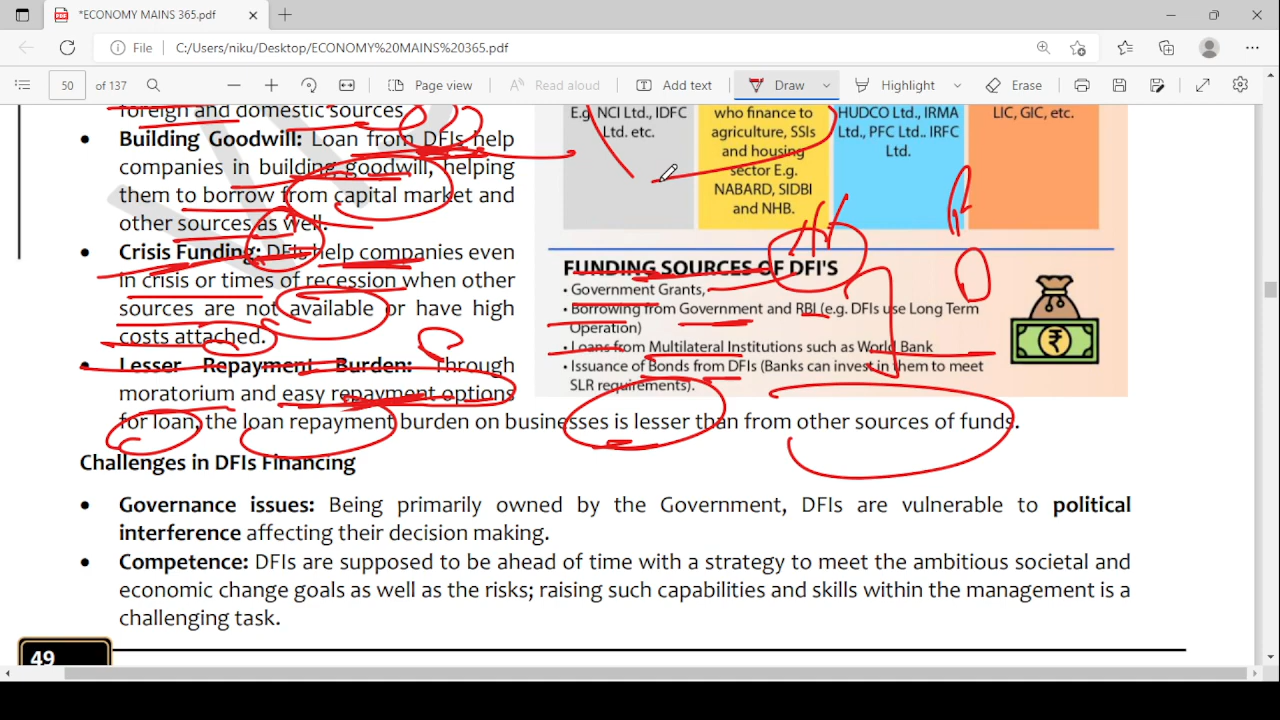 *ECONOMY MAINS 365.pdf
File
C:/Users/niku/Desktop/ECONOMY%20MAINS%20365.pdf
50
of 137
Page view
Read aloud
Add text
Draw
Highlight
Erase
foreign and domestic sources.
• Building Goodwill: Loan from DFIs help
companies in building goodwill, helping
them to borrow from capital market and
other sources as well.
• Crisis Funding: DFIs help companies even
in crisis or times of recession when other
sources are not available or have high
costs attached.
• Lesser Repayment Burden: Through
moratorium and easy repayment options
for loan, the loan repayment burden on businesses is lesser than from other sources of funds.
E.g. NCI Ltd., IDFC
Ltd. etc.
who finance to
agriculture, SSIs
and housing
sector E.g.
NABARD, SIDBI
and NHB.
HUDCO Ltd., IRMA
Ltd., PFC Ltd.. IRFC
Ltd.
LIC, GIC, etc.
FUNDING SOURCES OF DFI'S
• Government Grants,
• Borrowing from Government and RBI (e.g. DFIs use Long Term
Operation)
• Loans from Multilateral Institutions such as World Bank
• Issuance of Bonds from DFIs (Banks can invest in them to meet
SLR requirements).
Challenges in DFIs Financing
• Governance issues: Being primarily owned by the Government, DFIs are vulnerable to political
interference affecting their decision making.
• Competence: DFIs are supposed to be ahead of time with a strategy to meet the ambitious societal and
economic change goals as well as the risks; raising such capabilities and skills within the management is a
challenging task.
49